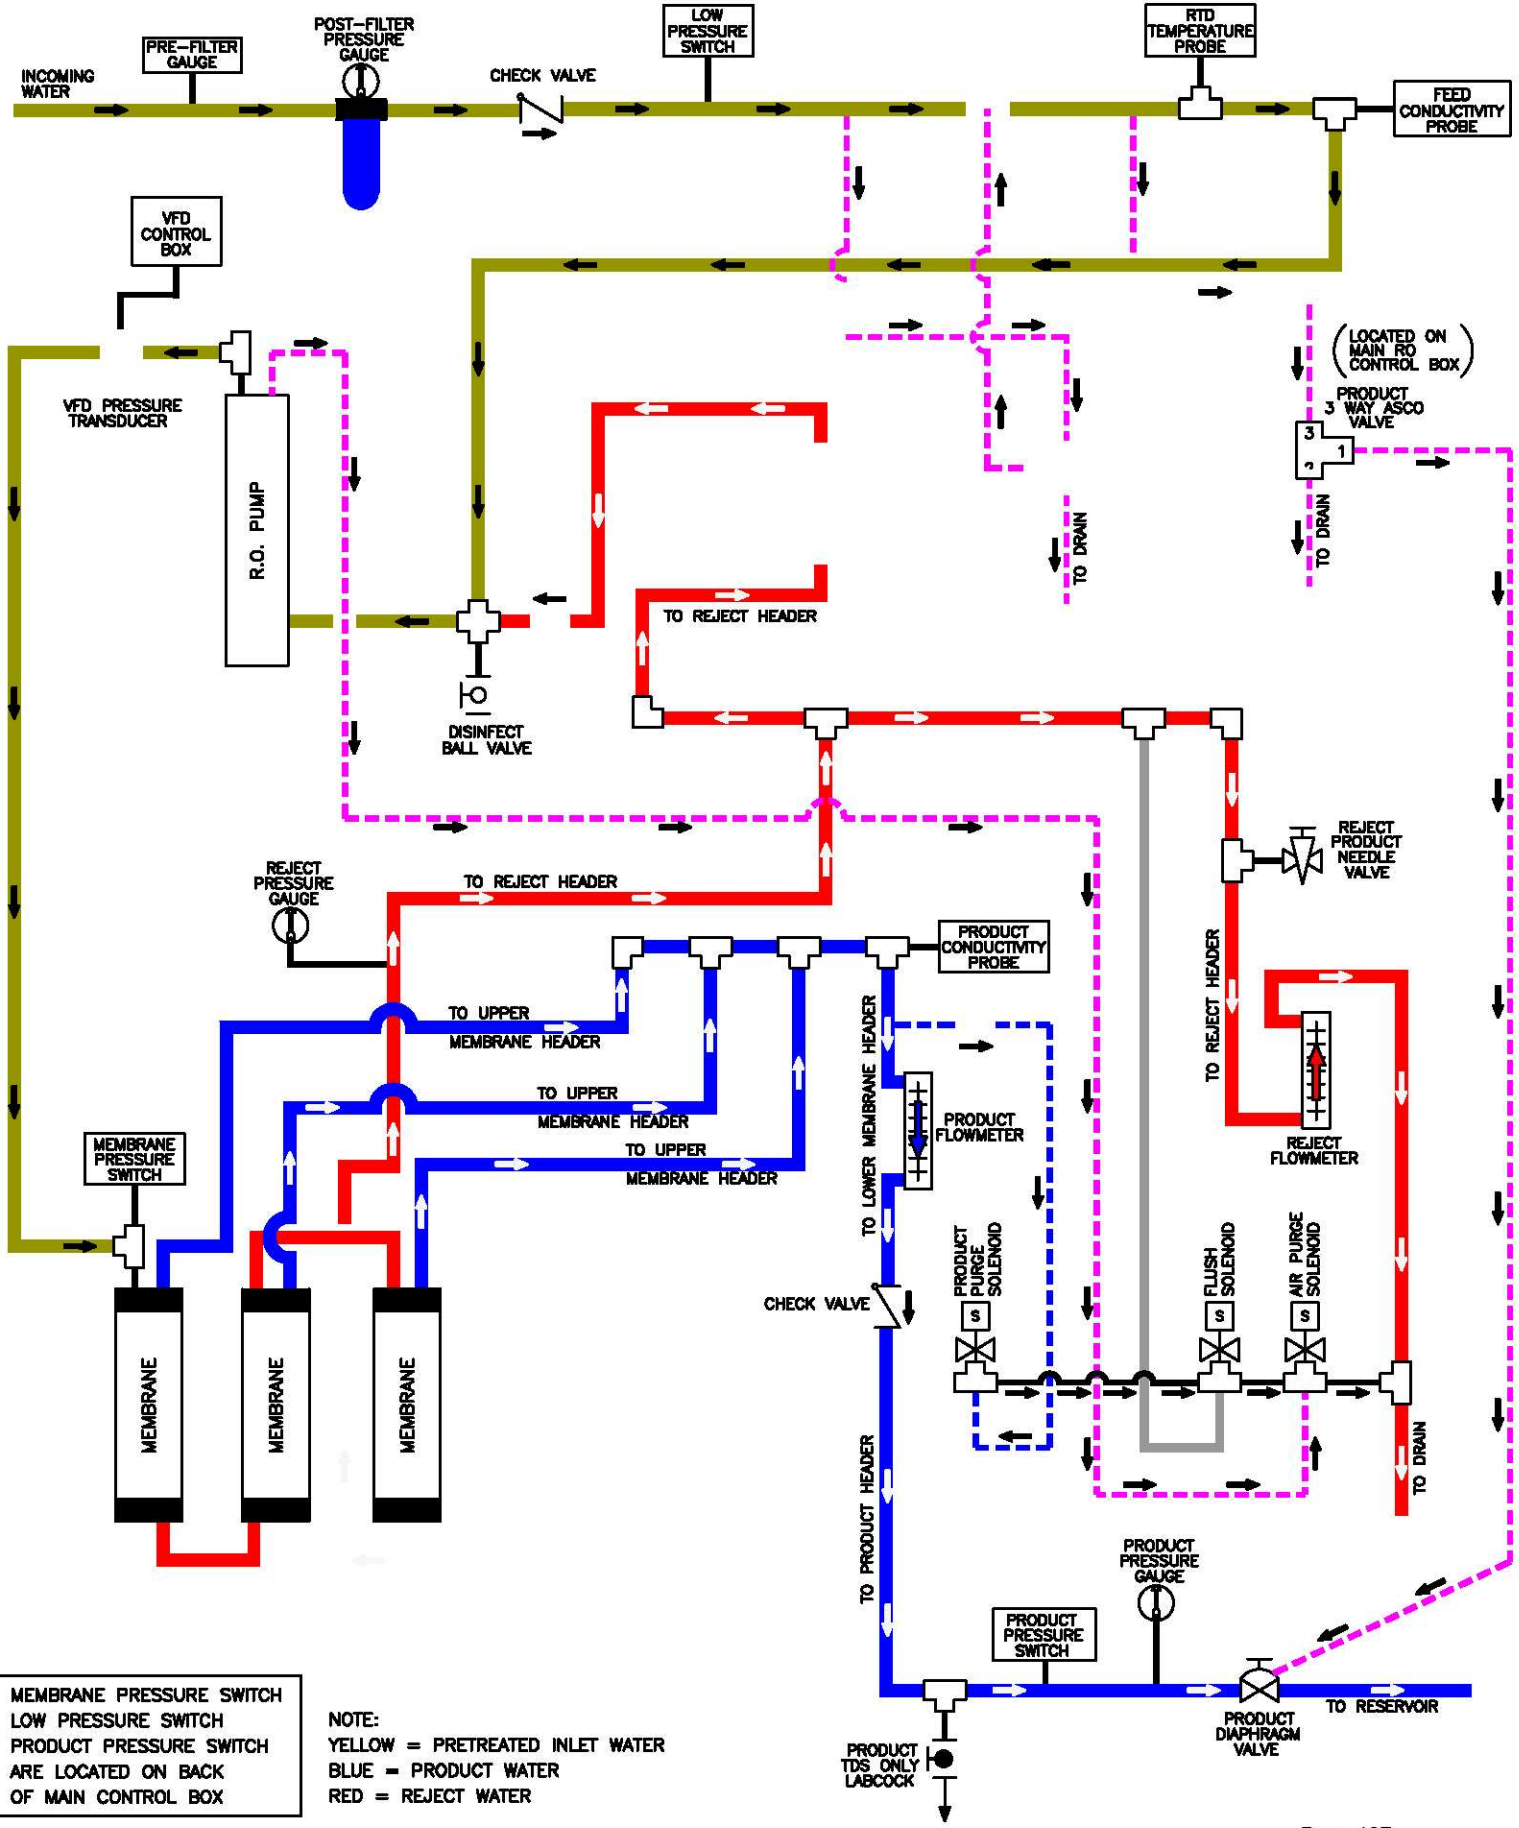 POST-FILTER
PRESSURE
GAUGE
PRE-FILTER
GAUGE
INCOMING
WATER
CHECK VALVE
LOW
PRESSURE
SWITCH
RTD
TEMPERATURE
PROBE
FEED
CONDUCTIVITY
PROBE
VFD
CONTROL
BOX
VFD PRESSURE
TRANSDUCER
R.O. PUMP
(LOCATED ON
MAIN RO
CONTROL BOX)
PRODUCT
3 WAY ASCO
VALVE
3
1
2
TO DRAIN
TO DRAIN
TO REJECT HEADER
DISINFECT
BALL VALVE
REJECT
PRODUCT
NEEDLE
VALVE
REJECT
PRESSURE
GAUGE
TO REJECT HEADER
PRODUCT
CONDUCTIVITY
PROBE
TO UPPER
MEMBRANE HEADER
TO UPPER
MEMBRANE HEADER
TO UPPER
MEMBRANE HEADER
TO LOWER MEMBRANE HEADER
PRODUCT
FLOWMETER
TO REJECT HEADER
REJECT
FLOWMETER
MEMBRANE
PRESSURE
SWITCH
MEMBRANE
MEMBRANE
MEMBRANE
CHECK VALVE
PRODUCT
PURGE
SOLENOID
S
FLUSH
SOLENOID
S
AIR PURGE
SOLENOID
S
TO DRAIN
TO PRODUCT HEADER
PRODUCT
PRESSURE
GAUGE
PRODUCT
PRESSURE
SWITCH
TO RESERVOIR
PRODUCT
DIAPHRAGM
VALVE
PRODUCT
TDS ONLY
LABCOCK
MEMBRANE PRESSURE SWITCH
LOW PRESSURE SWITCH
PRODUCT PRESSURE SWITCH
ARE LOCATED ON BACK
OF MAIN CONTROL BOX
NOTE:
YELLOW = PRETREATED INLET WATER
BLUE = PRODUCT WATER
RED = REJECT WATER